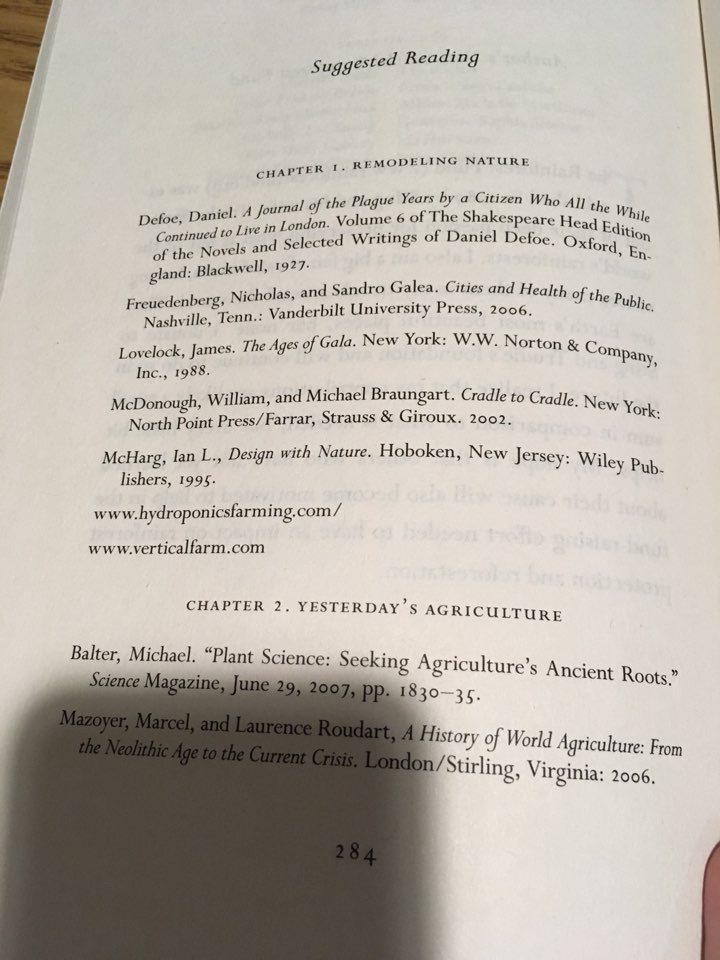 Suggested Reading
CHAPTER 1. REMODELING NATURE
Defoe, Daniel. A Journal of the Plague Years by a Citizen Who All the While
Continued to Live in London. Volume 6 of The Shakespeare Head Edition
of the Novels and Selected Writings of Daniel Defoe. Oxford, En-
gland: Blackwell, 1927.
Freuedenberg, Nicholas, and Sandro Galea. Cities and Health of the Public.
Nashville, Tenn.: Vanderbilt University Press, 2006.
Lovelock, James. The Ages of Gala. New York: W.W. Norton & Company,
Inc., 1988.
McDonough, William, and Michael Braungart. Cradle to Cradle. New York:
North Point Press/Farrar, Strauss & Giroux. 2002.
McHarg, Ian L., Design with Nature. Hoboken, New Jersey: Wiley Pub-
lishers, 1995.
www.hydroponicsfarming.com/
www.verticalfarm.com
CHAPTER 2. YESTERDAY'S AGRICULTURE
Balter, Michael. "Plant Science: Seeking Agriculture's Ancient Roots."
Science Magazine, June 29, 2007, pp. 1830–35.
Mazoyer, Marcel, and Laurence Roudart, A History of World Agriculture: From
the Neolithic Age to the Current Crisis. London/Stirling, Virginia: 2006.
284